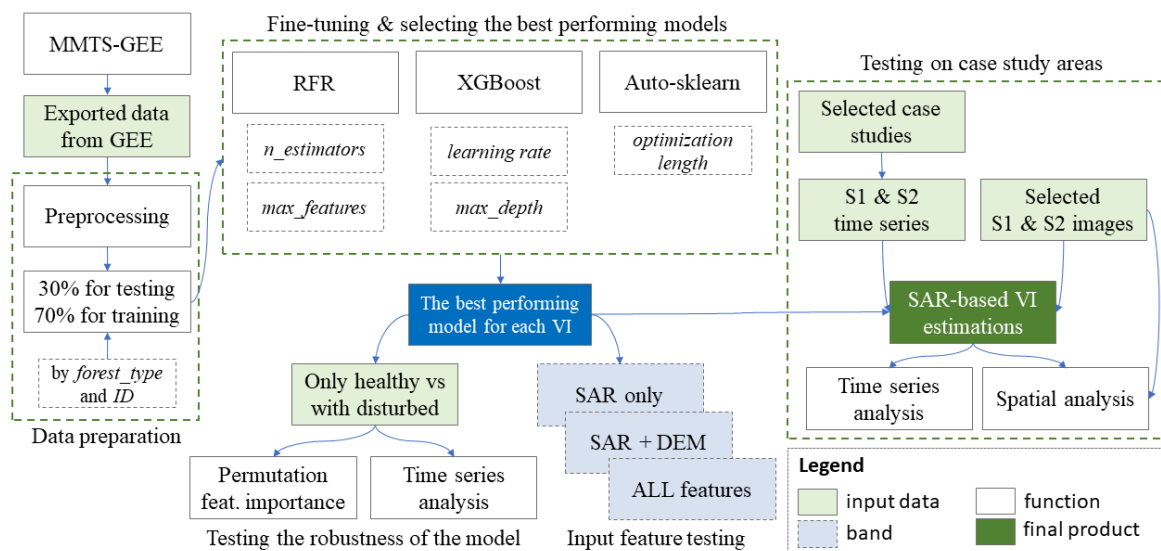 Fine-tuning & selecting the best performing models
MMTS-GEE
Exported data
from GEE
Preprocessing
30% for testing
70% for training
by forest_type
and ID
Data preparation
RFR
n_estimators
max_features
XGBoost
learning rate
max_depth
Auto-sklearn
optimization
length
The best performing
model for each VI
Only healthy vs
with disturbed
Permutation
feat. importance
Time series
analysis
Testing the robustness of the model
SAR only
SAR + DEM
ALL features
Input feature testing
Testing on case study areas
Selected case
studies
S1 & S2
time series
Selected
S1 & S2 images
SAR-based VI
estimations
Time series
analysis
Spatial analysis
Legend
input data
function
band
final product